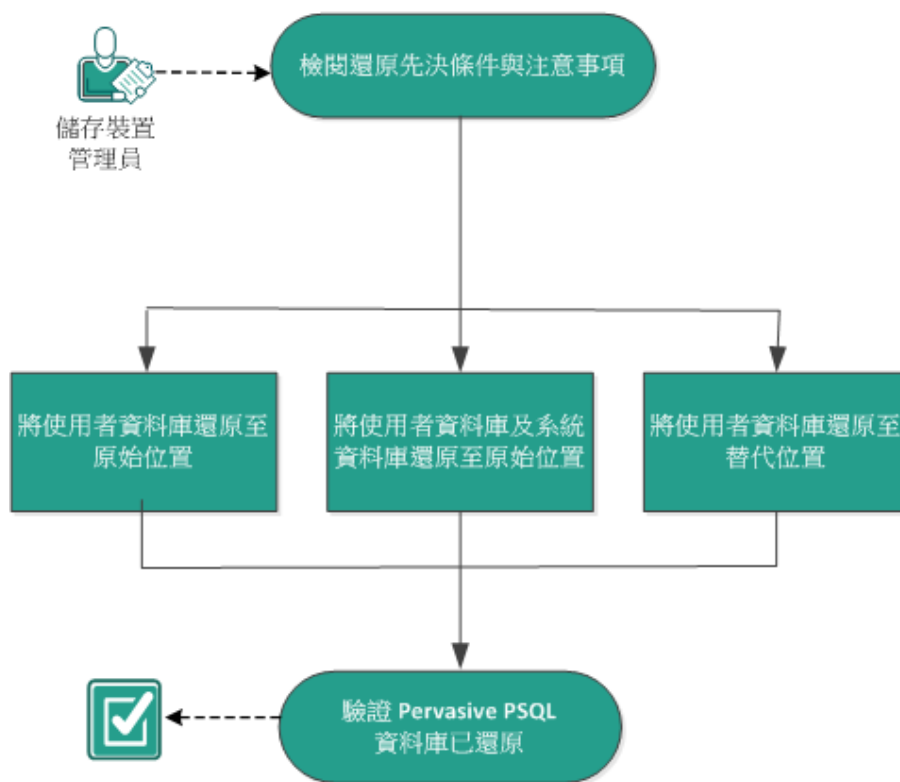 檢閱還原先決條件與注意事項
儲存裝置
管理員
將使用者資料庫還原至
原始位置
將使用者資料庫及系統
資料庫還原至原始位置
將使用者資料庫還原至
替代位置
驗證 Pervasive PSQL
資料庫已還原